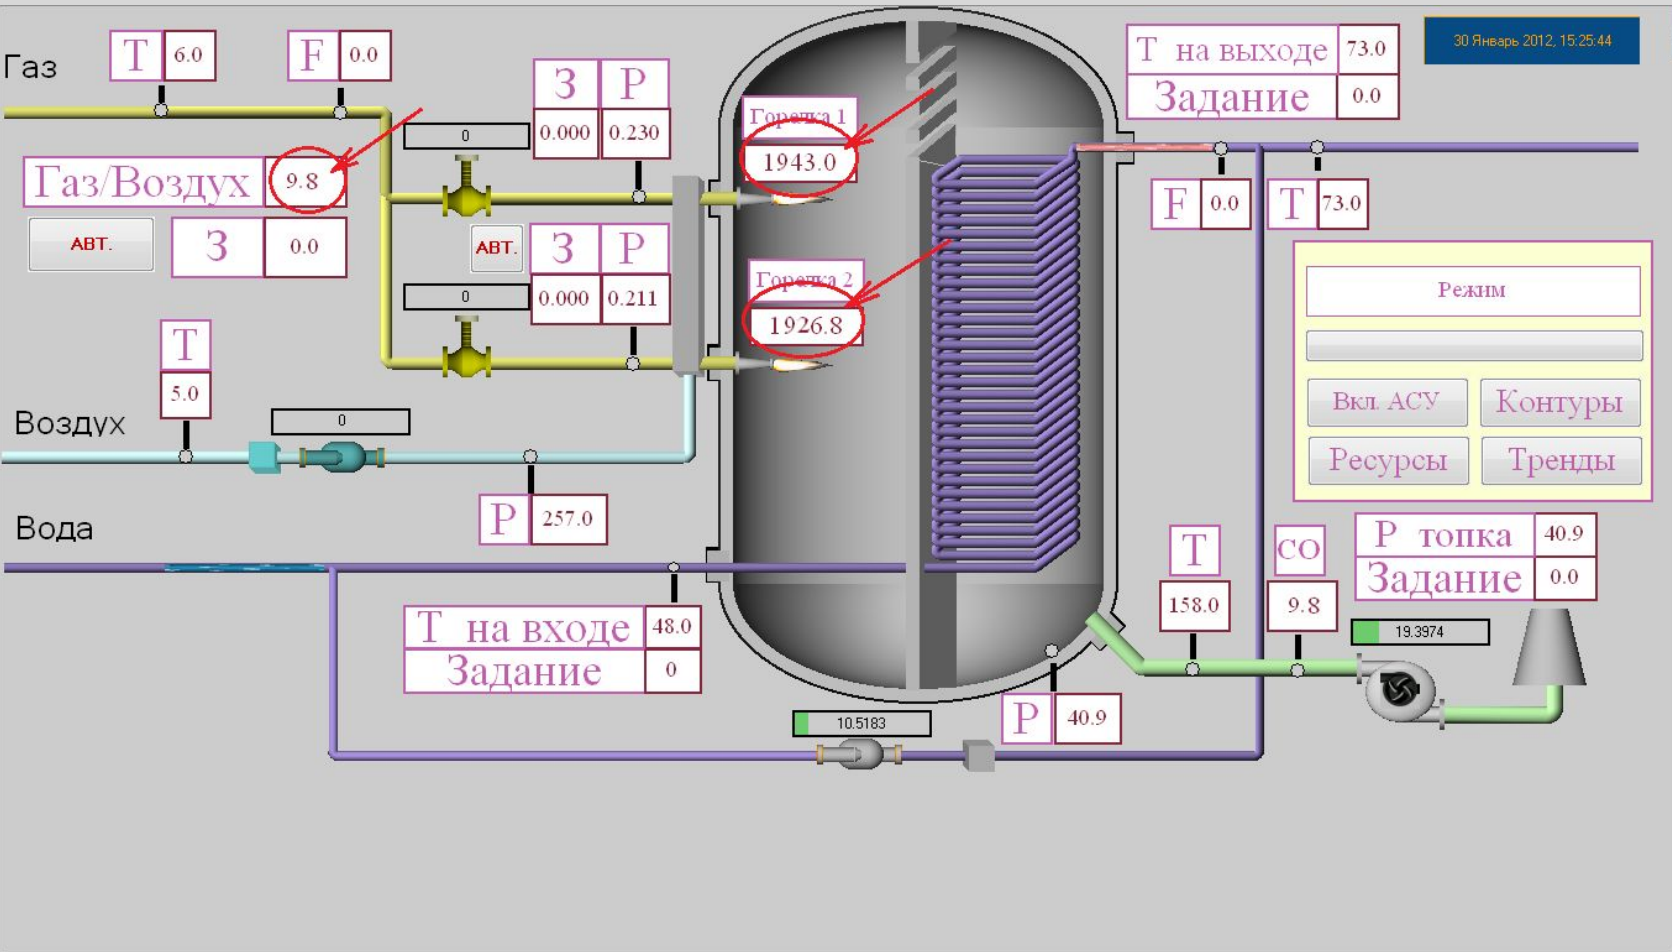 Газ
T 6.0
F 0.0
З P
0.000 0.230
0
Газ/Воздух 9.8
АВТ.
З 0.0
АВТ.
З P
0.000 0.211
0
Горелка 1
1943.0
Горелка 2
1926.8
T на выходе 73.0
Задание 0.0
30 Январь 2012, 15:25:44
F 0.0
T 73.0
Режим
Вкл. АСУ
Контуры
Ресурсы
Тренды
T
5.0
Воздух
0
P 257.0
Вода
T на входе 48.0
Задание 0
T
158.0
CO
9.8
P топка 40.9
Задание 0.0
19.3974
P 40.9
10.5183